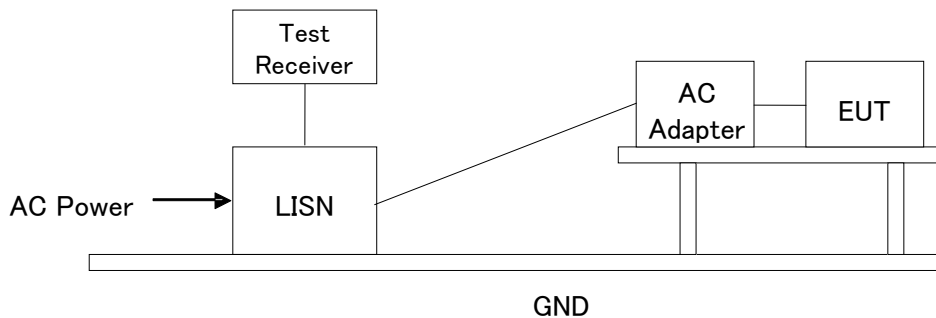 Test
Receiver
AC
Adapter
EUT
AC Power
LISN
GND